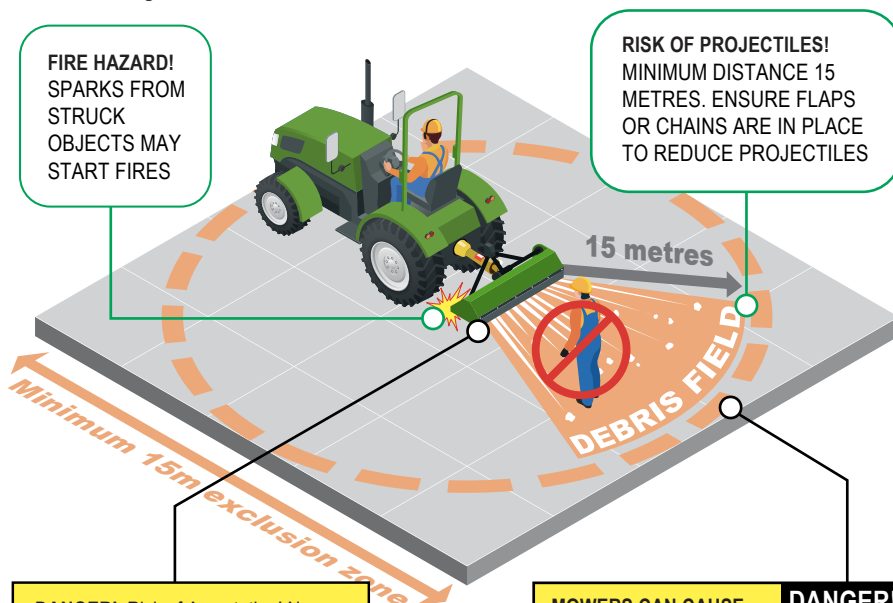 FIRE HAZARD!
SPARKS FROM
STRUCK
OBJECTS MAY
START FIRES
RISK OF PROJECTILES!
MINIMUM DISTANCE 15
METRES. ENSURE FLAPS
OR CHAINS ARE IN PLACE
TO REDUCE PROJECTILES
15 metres
DEBRIS FIELD
Minimum 15m exclusion zone
MOWERS CAN CAUSE
DANGER